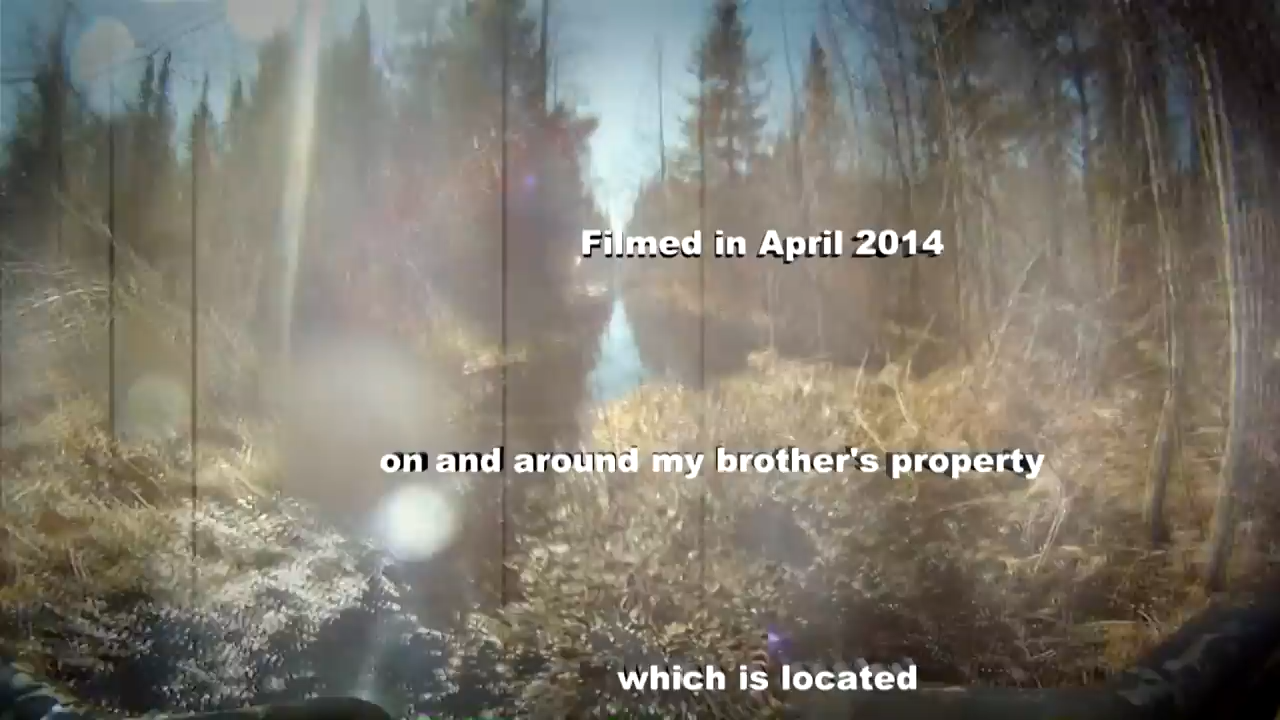 Filmed in April 2014
on and around my brother's property
which is located